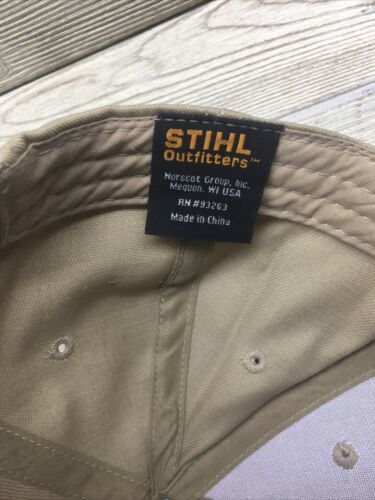 STIHL
Outfitters™
Norscot Group, Inc.
Mequon, WI USA
RN #93263
Made in China